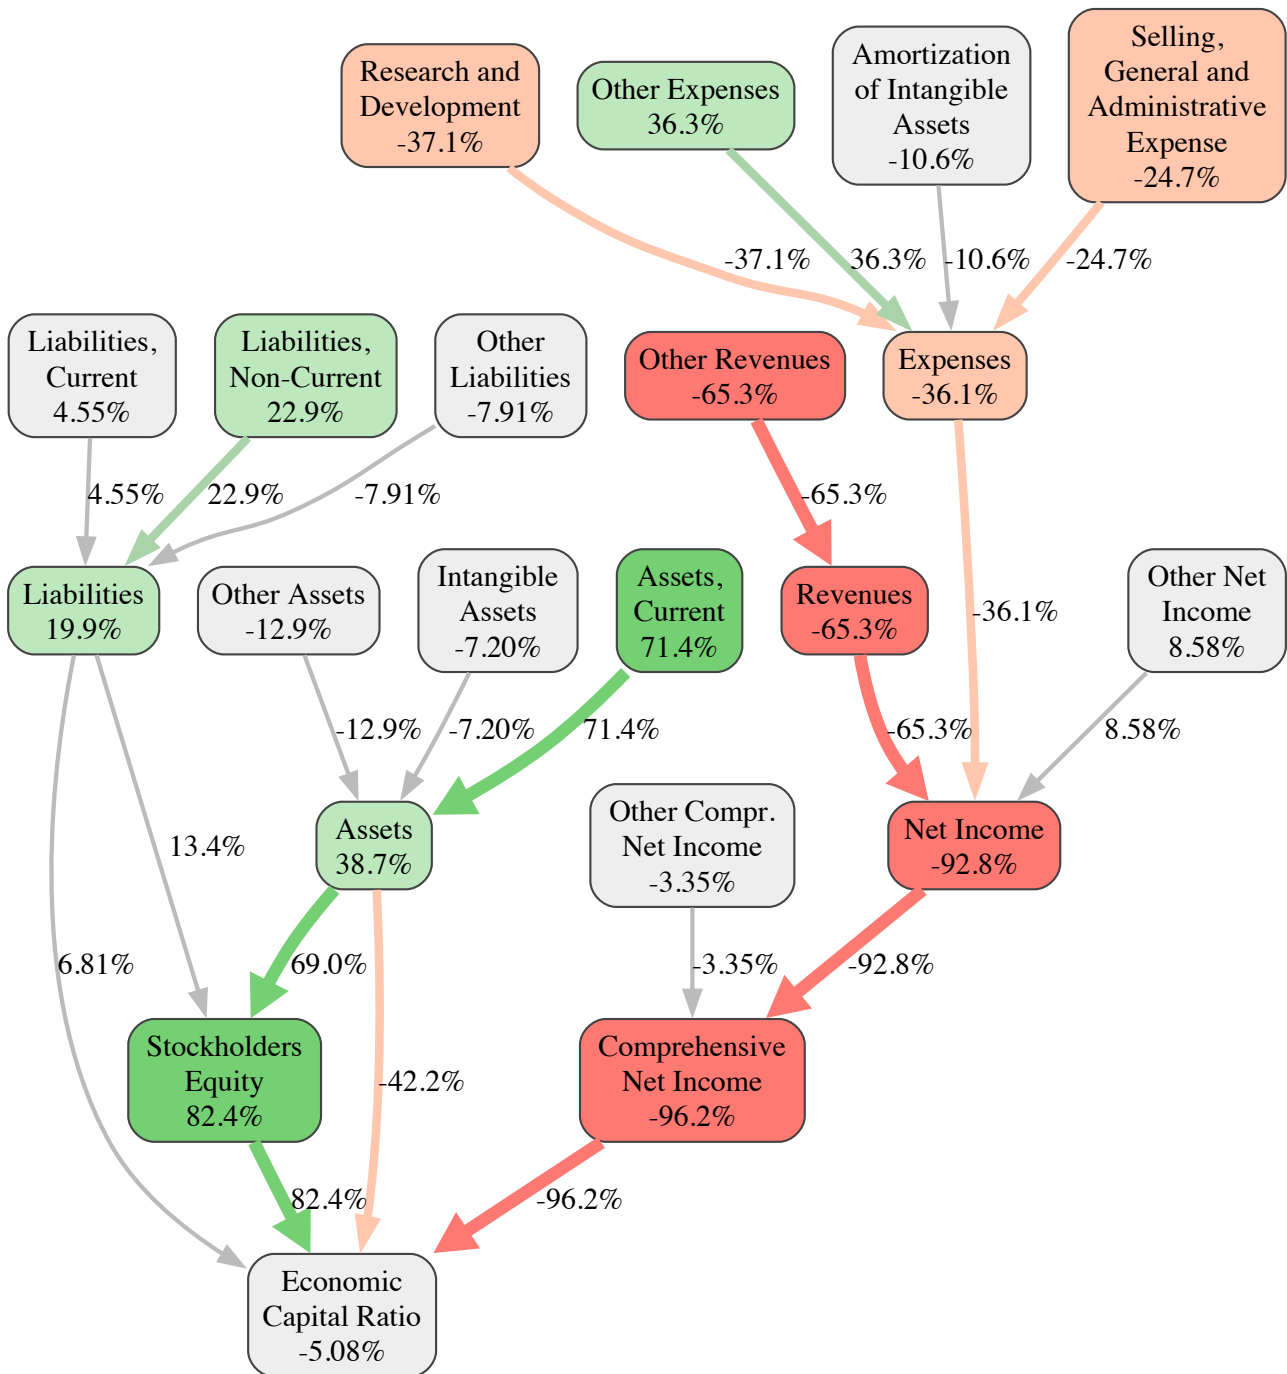 Research and
Development
-37.1%
Other Expenses
36.3%
Amortization
of Intangible
Assets
-10.6%
Selling,
General and
Administrative
Expense
-24.7%
-37.1%
36.3%
-10.6%
-24.7%
Liabilities,
Current
4.55%
Liabilities,
Non-Current
22.9%
Other
Liabilities
-7.91%
Other Revenues
-65.3%
Expenses
-36.1%
4.55%
22.9%
-7.91%
-65.3%
Liabilities
19.9%
Other Assets
-12.9%
Intangible
Assets
-7.20%
Assets,
Current
71.4%
Revenues
-65.3%
-36.1%
Other Net
Income
8.58%
-12.9%
-7.20%
71.4%
-65.3%
8.58%
13.4%
Assets
38.7%
Other Compr.
Net Income
-3.35%
Net Income
-92.8%
6.81%
69.0%
-3.35%
-92.8%
Stockholders
Equity
82.4%
-42.2%
Comprehensive
Net Income
-96.2%
82.4%
-96.2%
Economic
Capital Ratio
-5.08%